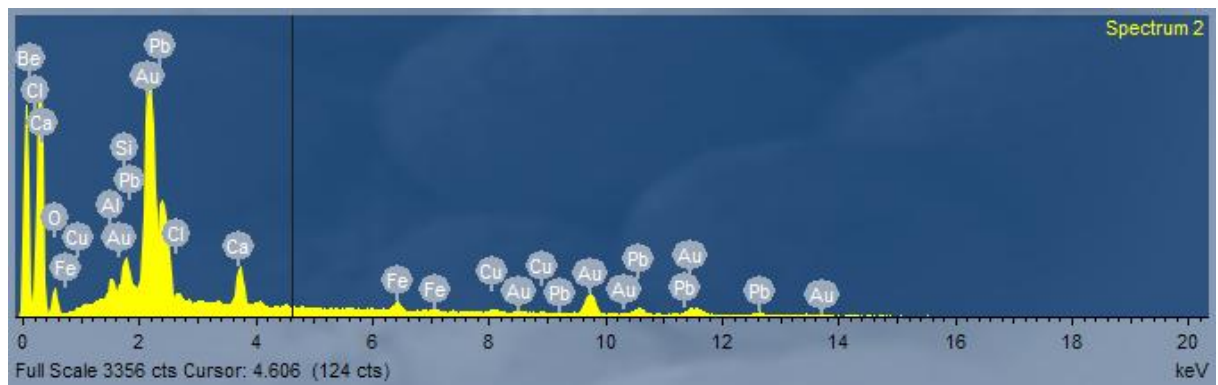 Spectrum 2
Pb
Be
Au
Cl
Ca
Si
Pb
Al
O
Cl
Cu
Au
Ca
Fe
Au
Pb
Cu
Cu
Au
Fe
Fe
Au
Pb
Au
Pb
Pb
Au
0 2 4 6 8 10 12 14 16 18 20
Full Scale 3356 cts Cursor: 4.606 (124 cts) keV